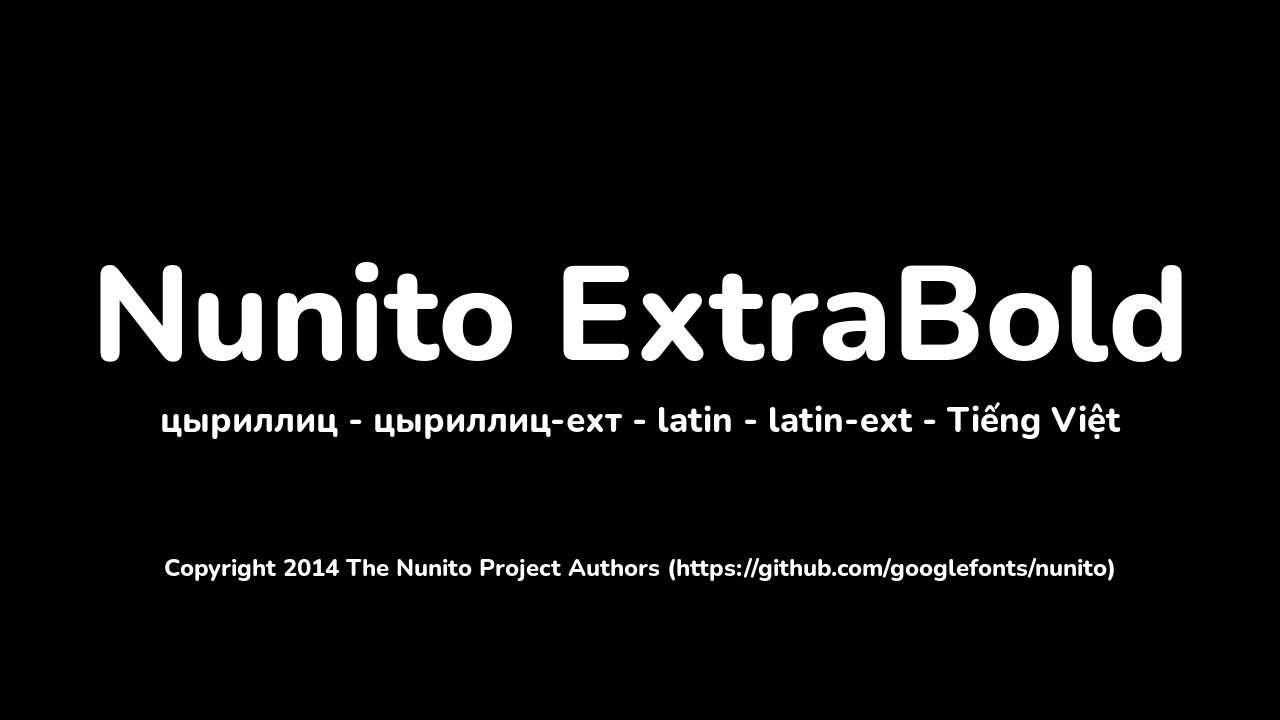 Nunito ExtraBold
цыриллиц - цыриллиц-ехт - latin - latin-ext - Tiếng Việt
Copyright 2014 The Nunito Project Authors (https://github.com/googlefonts/nunito)